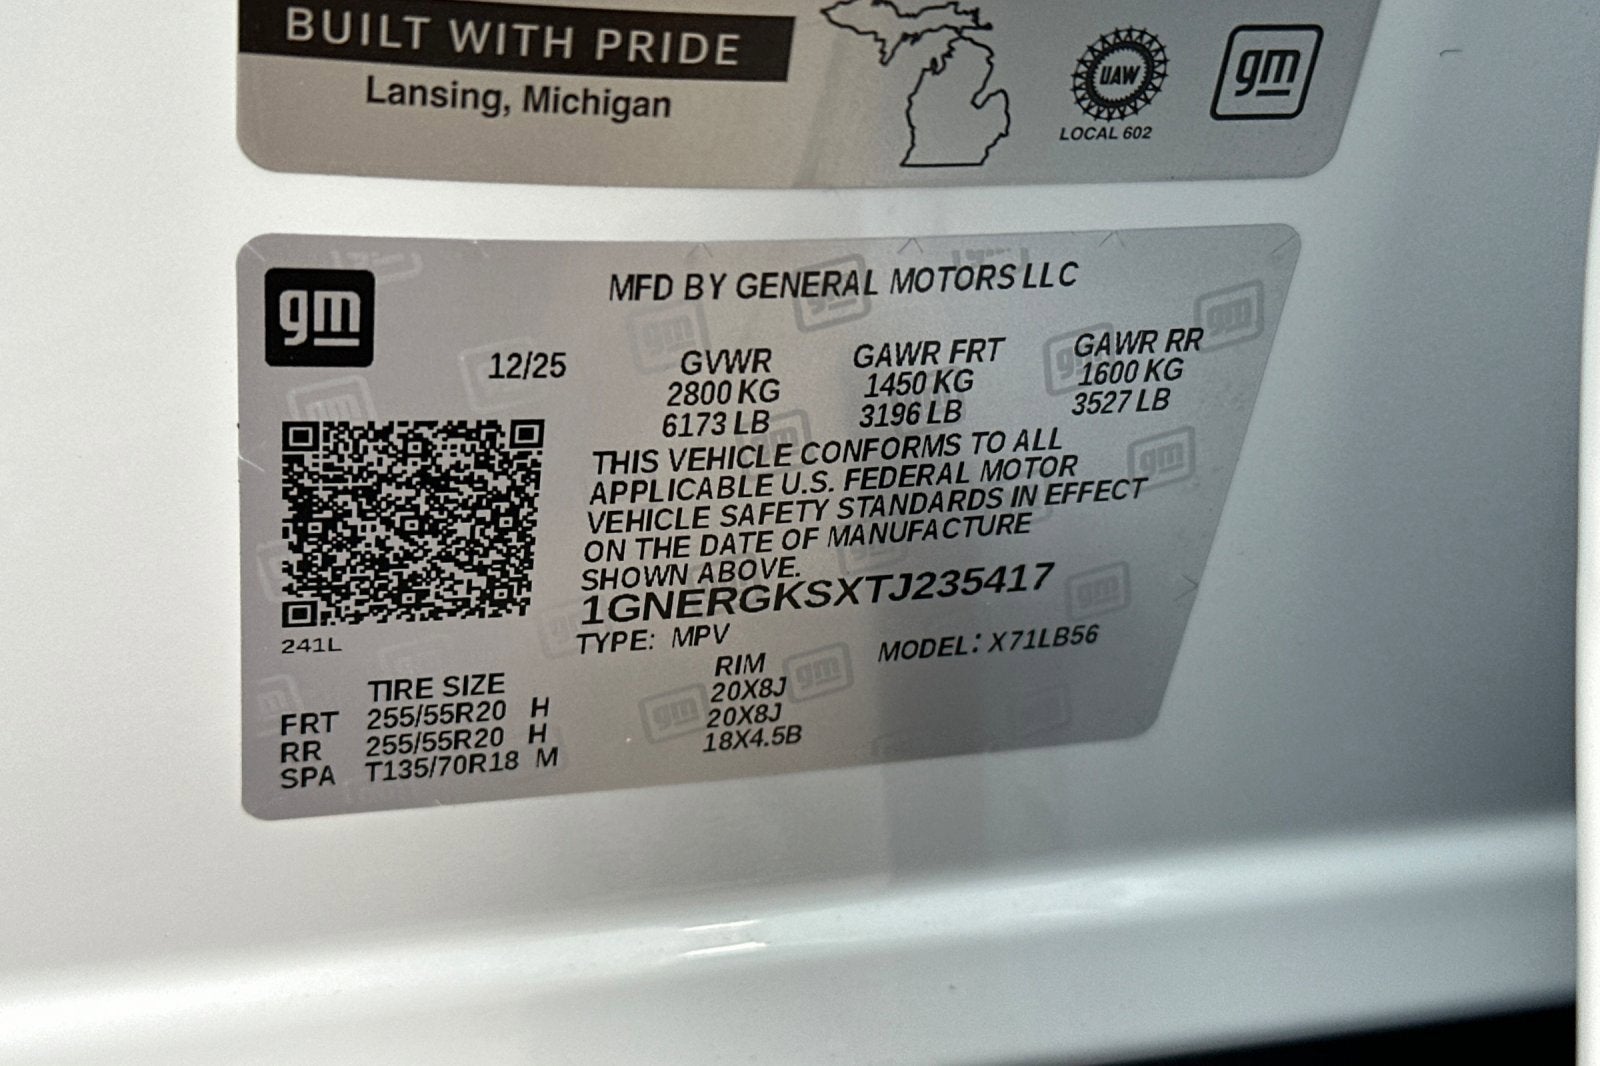 BUILT WITH PRIDE
Lansing, Michigan
UAW
LOCAL 602
gm
gm
MFD BY GENERAL MOTORS LLC
12/25 GVWR GAWR FRT GAWR RR
2800 KG 1450 KG 1600 KG
6173 LB 3196 LB 3527 LB
THIS VEHICLE CONFORMS TO ALL
APPLICABLE U.S. FEDERAL MOTOR
VEHICLE SAFETY STANDARDS IN EFFECT
ON THE DATE OF MANUFACTURE
SHOWN ABOVE.
1GNERGKSXTJ235417
TYPE: MPV MODEL: X71LB56
241L
TIRE SIZE RIM
FRT 255/55R20 H 20X8J
RR 255/55R20 H 20X8J
SPA T135/70R18 M 18X4.5B